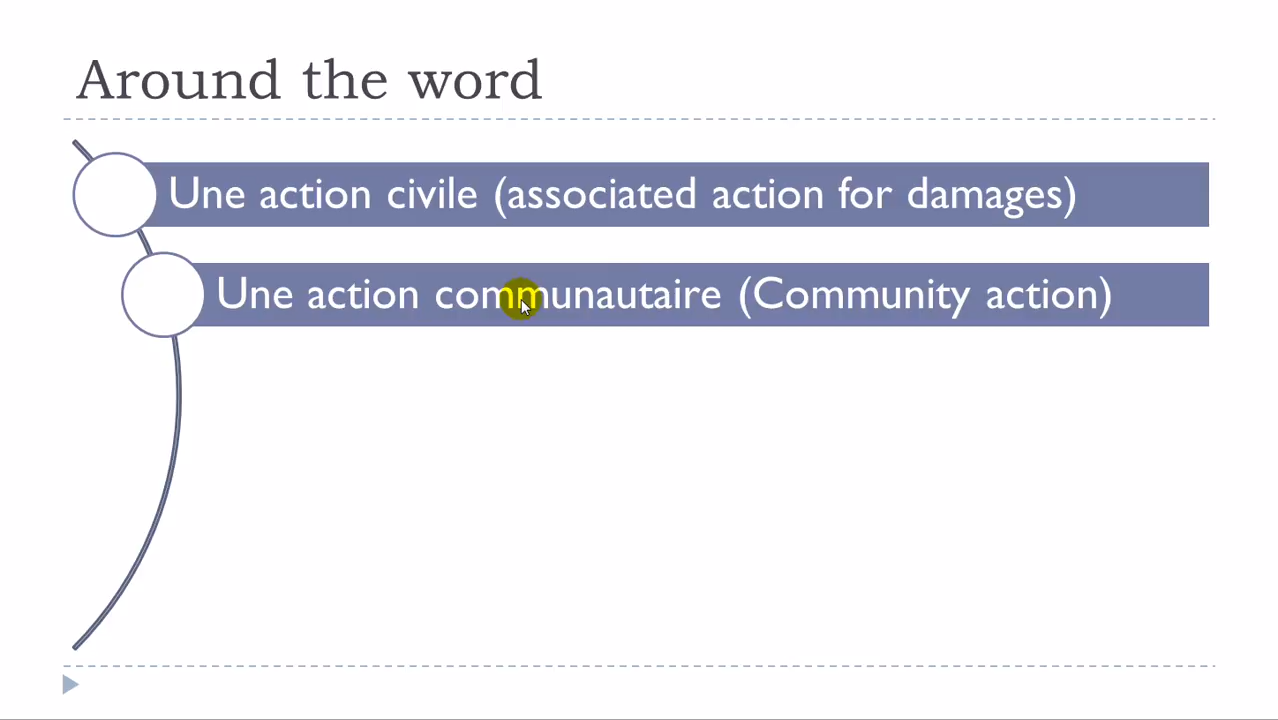 Around the word
Une action civile (associated action for damages)
Une action communautaire (Community action)